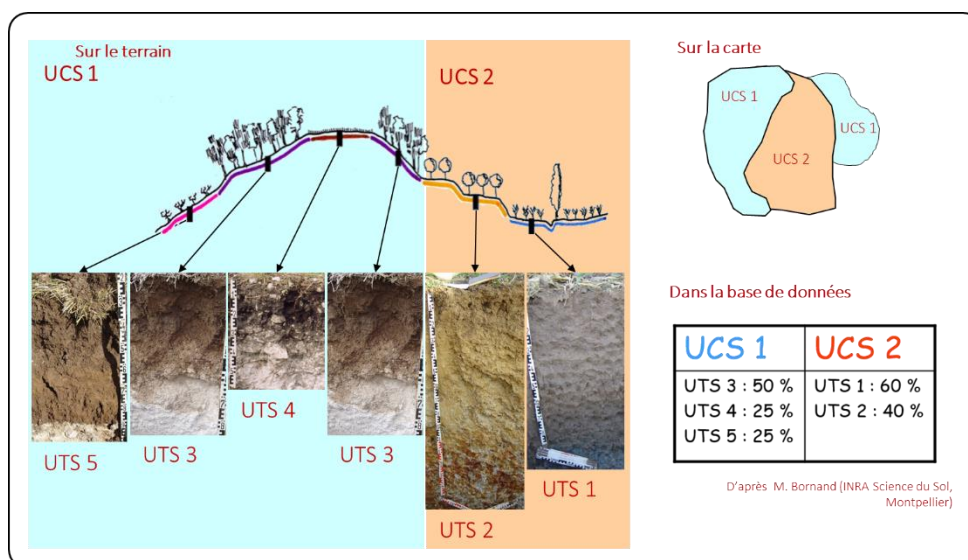 Sur le terrain
UCS 1
UCS 2
UTS 5
UTS 3
UTS 4
UTS 3
UTS 2
UTS 1
Sur la carte
UCS 1
UCS 1
UCS 2
Dans la base de données
UCS 1
UCS 2
UTS 3 : 50 %
UTS 1 : 60 %
UTS 4 : 25 %
UTS 2 : 40 %
UTS 5 : 25 %
D'après M. Bornand (INRA Science du Sol,
Montpellier)